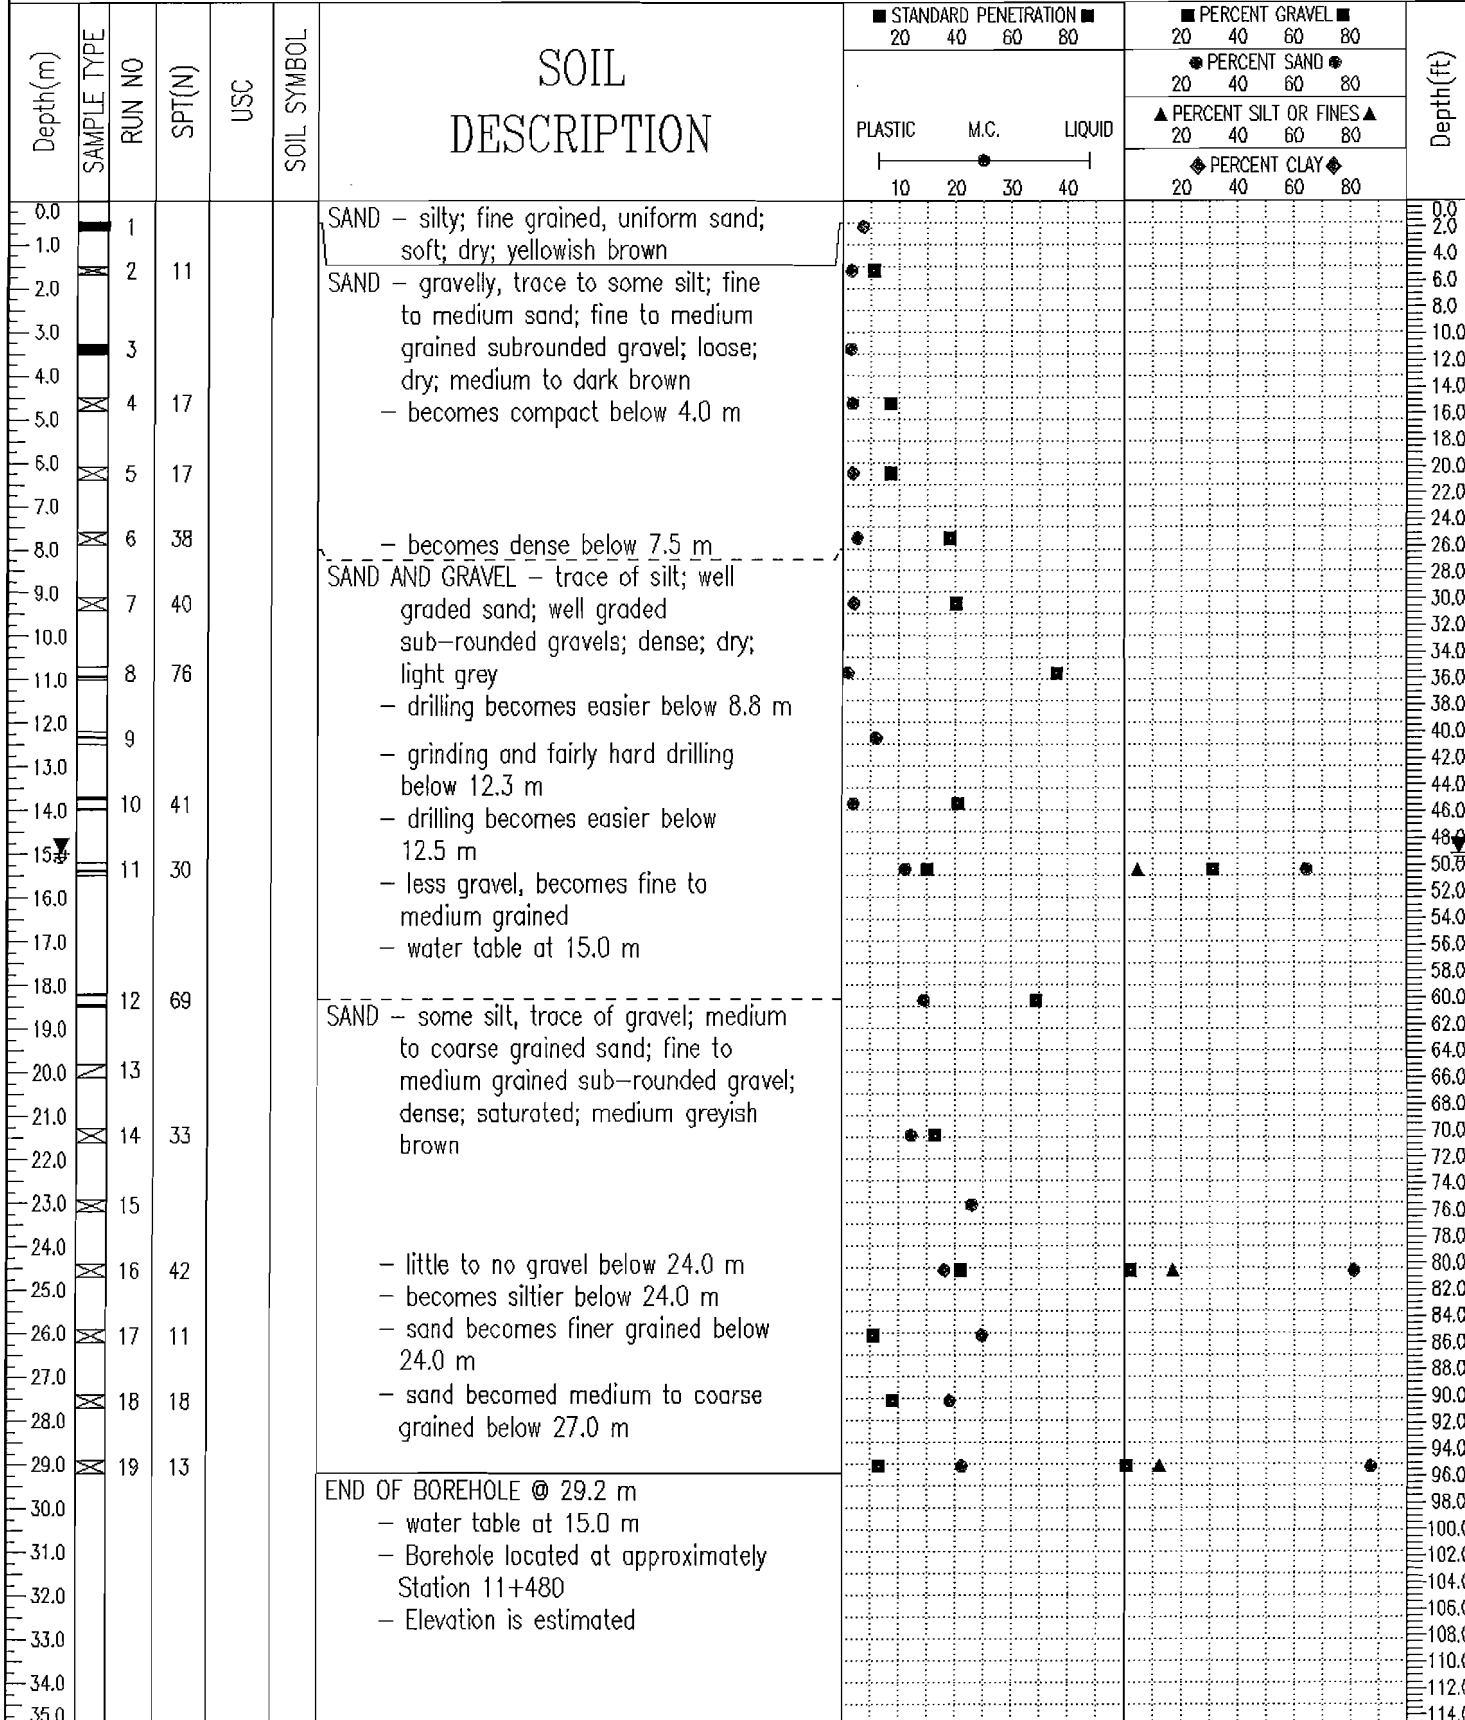 ■ STANDARD PENETRATION ■
20 40 60 80
PLASTIC M.C. LIQUID
10 20 30 40
■ PERCENT GRAVEL ■
20 40 60 80
● PERCENT SAND ●
20 40 60 80
▲ PERCENT SILT OR FINES ▲
20 40 60 80
◆ PERCENT CLAY ◆
20 40 60 80
Depth(m)
SAMPLE TYPE
RUN NO
SPT(N)
USC
SOIL SYMBOL
SOIL
DESCRIPTION
Depth(ft)
0.0
1.0
2.0
3.0
4.0
5.0
6.0
7.0
8.0
9.0
10.0
11.0
12.0
13.0
14.0
16.0
17.0
18.0
19.0
20.0
21.0
22.0
23.0
24.0
25.0
26.0
27.0
28.0
29.0
30.0
31.0
32.0
33.0
34.0
35.0
1
2 11
3
4 17
5 17
6 38
7 40
8 76
9
10 41
11 30
12 69
13
14 33
15
16 42
17 11
18 18
19 13
SAND – silty; fine grained, uniform sand;
soft; dry; yellowish brown
SAND – gravelly, trace to some silt; fine
to medium sand; fine to medium
grained subrounded gravel; loose;
dry; medium to dark brown
– becomes compact below 4.0 m
– becomes dense below 7.5 m
SAND AND GRAVEL – trace of silt; well
graded sand; well graded
sub–rounded gravels; dense; dry;
light grey
– drilling becomes easier below 8.8 m
– grinding and fairly hard drilling
below 12.3 m
– drilling becomes easier below
12.5 m
– less gravel, becomes fine to
medium grained
– water table at 15.0 m
SAND – some silt, trace of gravel; medium
to coarse grained sand; fine to
medium grained sub–rounded gravel;
dense; saturated; medium greyish
brown
– little to no gravel below 24.0 m
– becomes siltier below 24.0 m
– sand becomes finer grained below
24.0 m
– sand becomed medium to coarse
grained below 27.0 m
END OF BOREHOLE @ 29.2 m
– water table at 15.0 m
– Borehole located at approximately
Station 11+480
– Elevation is estimated
0.0
2.0
4.0
6.0
8.0
10.0
12.0
14.0
16.0
18.0
20.0
22.0
24.0
26.0
28.0
30.0
32.0
34.0
36.0
38.0
40.0
42.0
44.0
46.0
48.0
50.0
52.0
54.0
56.0
58.0
60.0
62.0
64.0
66.0
68.0
70.0
72.0
74.0
76.0
78.0
80.0
82.0
84.0
86.0
88.0
90.0
92.0
94.0
96.0
98.0
100.
102.
104.
106.
108.
110.
112.
114.